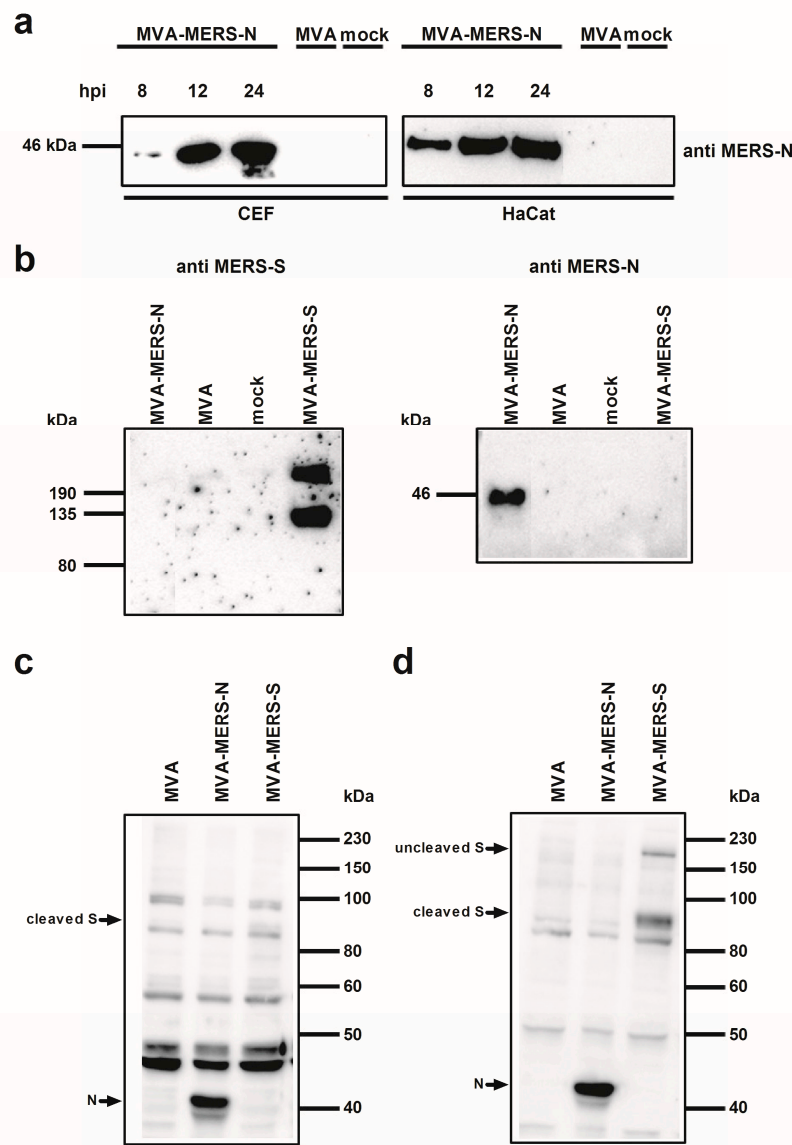 a
MVA-MERS-N MVA mock MVA-MERS-N MVA mock
hpi 8 12 24 8 12 24
46 kDa
anti MERS-N
CEF HaCat
b
anti MERS-S anti MERS-N
MVA-MERS-N MVA mock MVA-MERS-S
MVA-MERS-N MVA mock MVA-MERS-S
kDa kDa
190
135
80
46
c d
MVA MVA-MERS-N MVA-MERS-S
MVA MVA-MERS-N MVA-MERS-S
kDa kDa
cleaved S
N
230
150
100
80
60
50
40
uncleaved S
cleaved S
N
230
150
100
80
60
50
40